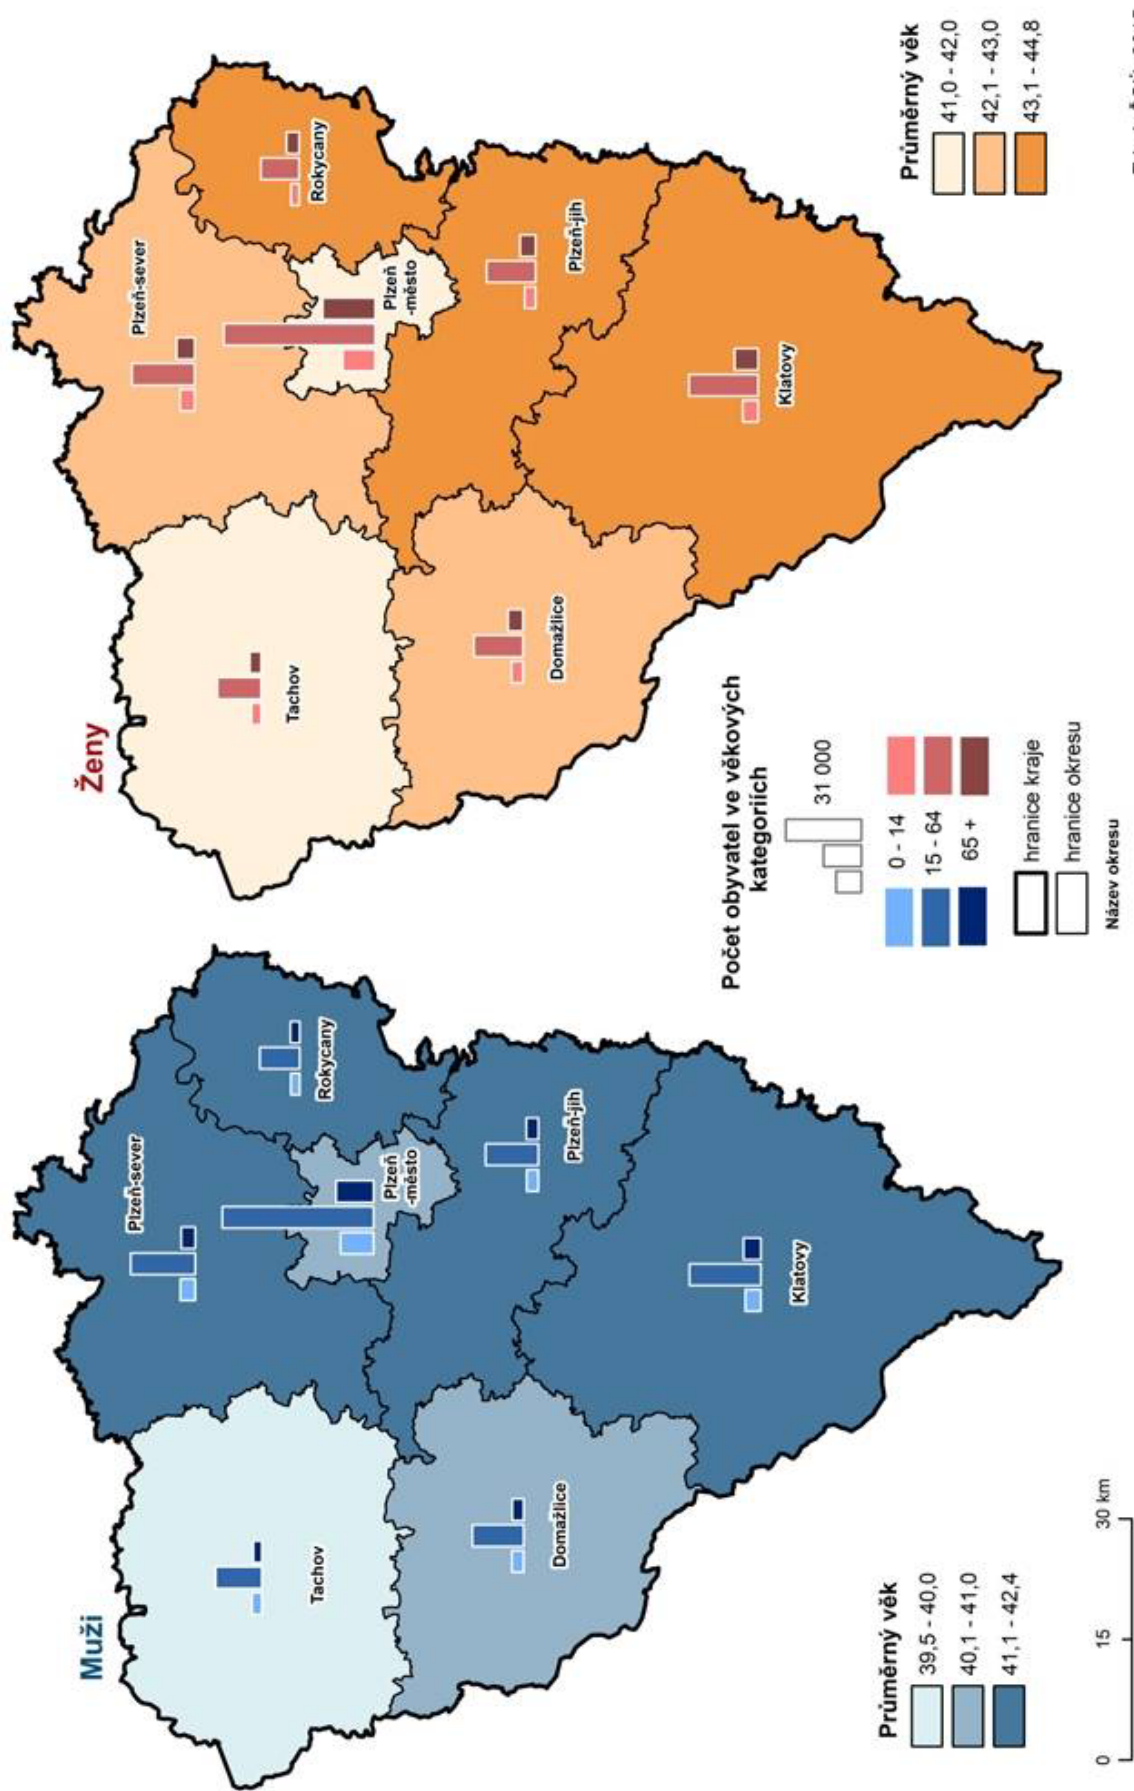 Muži
Ženy
Plzeň-sever
Rokycany
Tachov
Plzeň
-město
Plzeň-jih
Domažlice
Klatovy
Plzeň-sever
Rokycany
Tachov
Plzeň
-město
Plzeň-jih
Domažlice
Klatovy
Průměrný věk
39,5 - 40,0
40,1 - 41,0
41,1 - 42,4
0 15 30 km
Počet obyvatel ve věkových
kategoriích
31 000
0 - 14
15 - 64
65 +
hranice kraje
hranice okresu
Název okresu
Průměrný věk
41,0 - 42,0
42,1 - 43,0
43,1 - 44,8